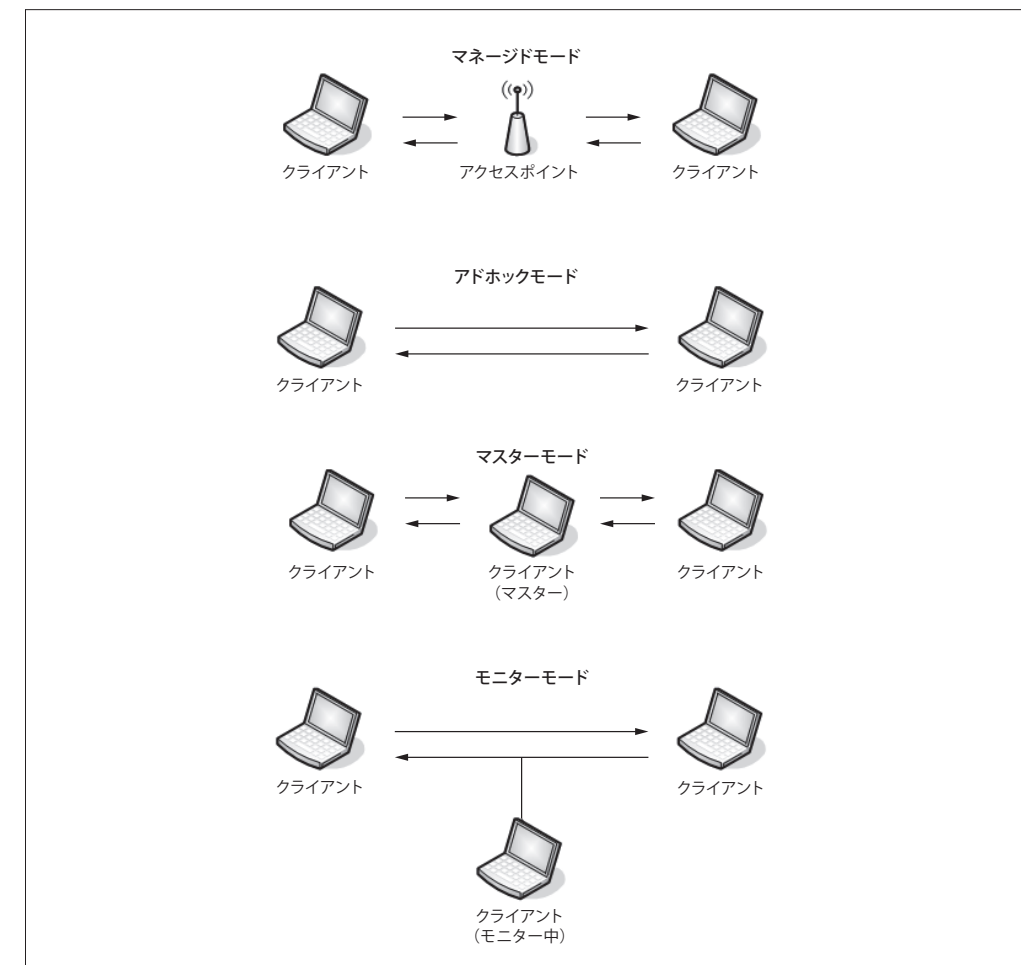 マネージドモード
クライアント
アクセスポイント
クライアント
アドホックモード
クライアント
クライアント
マスターモード
クライアント
クライアント
(マスター)
クライアント
モニターモード
クライアント
クライアント
クライアント
(モニター中)